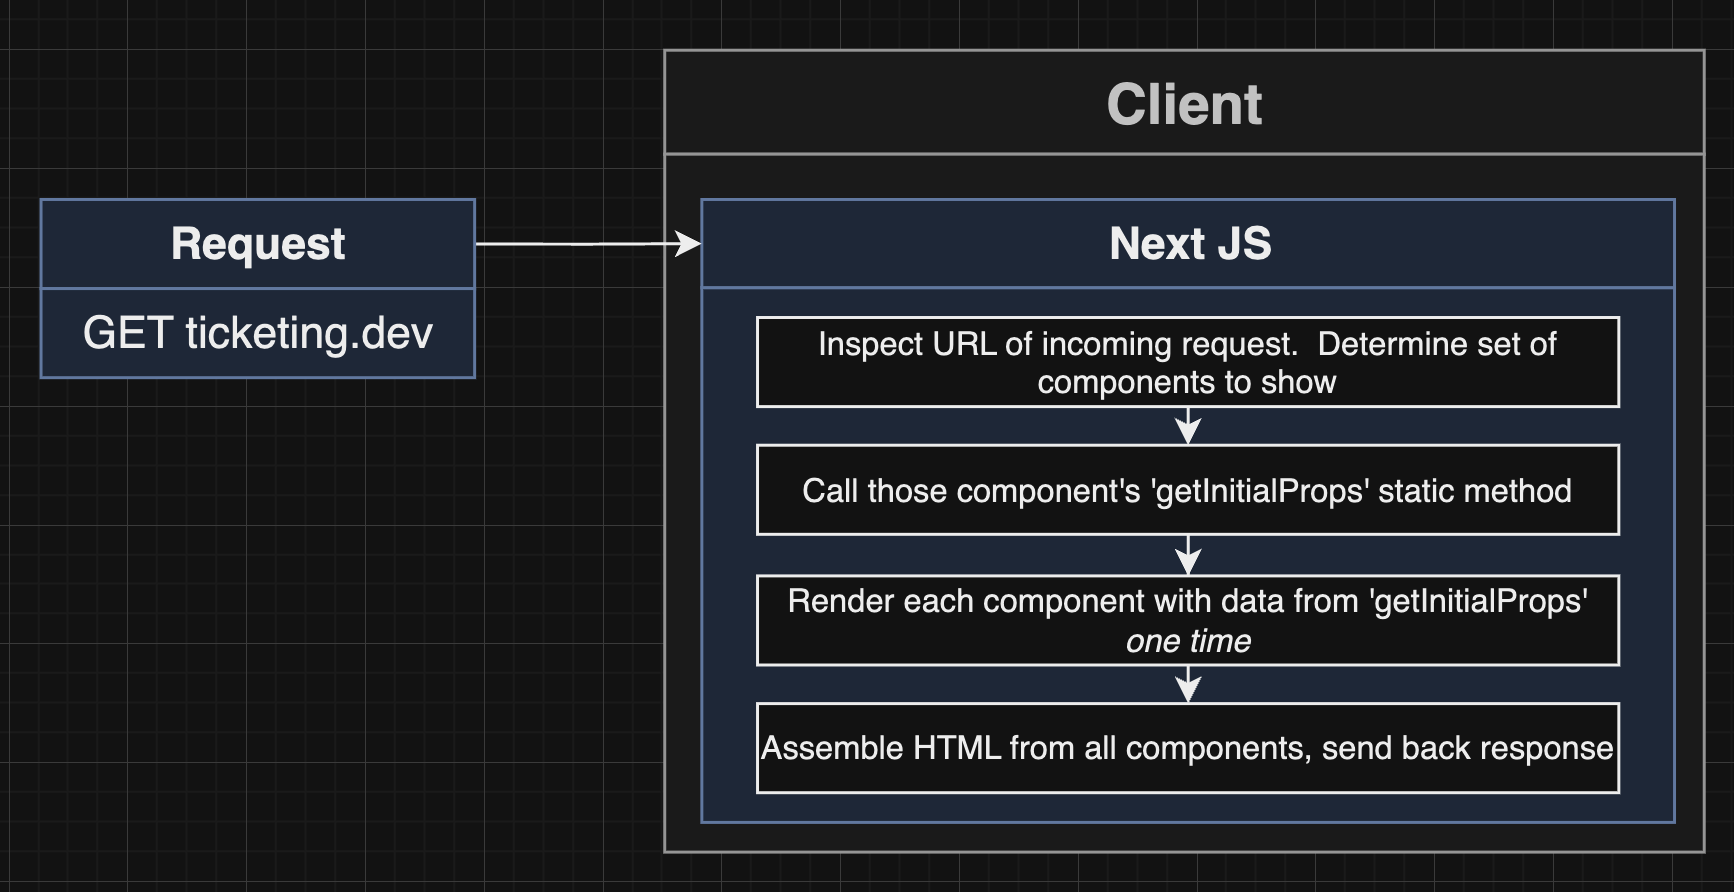 Client
Request
GET ticketing.dev
Next JS
Inspect URL of incoming request.  Determine set of
components to show
Call those component's 'getInitialProps' static method
Render each component with data from 'getInitialProps'
one time
Assemble HTML from all components, send back response